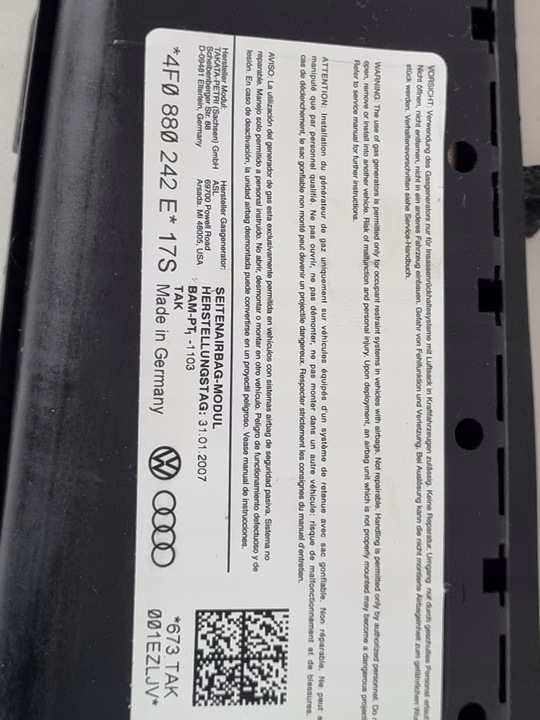 VORSICHT: Verwendung des Gasgenerators nur für Insassenrückhaltesysteme mit Luftsack in Kraftfahrzeugen zulässig. Keine Reparatur. Umgang nur durch geschultes Personal
Nicht öffnen, nicht entfernen, nicht in ein anderes Fahrzeug einbauen. Gefahr von Fehlfunktion und Verletzung. Bei Auslösung kann die nicht montierte Airbageinheit zum gefährlichen
stück werden. Verhaltensvorschriften siehe Service-Handbuch.
WARNING: The use of gas generators is permitted only for occupant restraint systems in vehicles with airbags. Not repairable. Handling is permitted only by authorized personnel. Do
open, remove or install into another vehicle. Risk of malfunction and personal injury. Upon deployment, an airbag unit which is not properly mounted may become a dangerous
Refer to service manual for further instructions.
ATTENTION: Installation du générateur de gaz uniquement sur véhicules équipés d'un système de retenue avec sac gonflable. Non réparable. Ne peut
manipulé que par personnel qualifié. Ne pas ouvrir, ne pas démonter, ne pas monter dans un autre véhicule: risque de malfonctionnement et de blessures.
cas de déclenchement, le sac gonflable non monté peut devenir un projectile dangereux. Respecter strictement les consignes du manuel d'entretien.
AVISO: La utilización del generador de gas esta exclusivamente permitida en vehículos con sistemas airbag de seguridad pasiva. Sistema no
reparable. Manejo solo permitido a personal instruido. No abrir, desmontar o montar en otro vehículo. Peligro de funcionamiento defectuoso y de
lesión. En caso de deactivación, la unidad airbag desmontada puede convertirse en un projectil peligroso. Vease manual de instrucciones.
Hersteller Modul:
TAKATA-PETRI (Sachsen) GmbH
Scheibenberger Str. 88
D-09481 Elterlein, Germany
Hersteller Gasgenerator:
ASL
69700 Powell Road
Amada, MI 48005, USA
SEITENAIRBAG-MODUL
HERSTELLUNGSTAG: 31.01.2007
BAM-PT, -1103
TAK
*4F0 880 242 E* 17S Made in Germany
*673 TAK
001EZLJV*